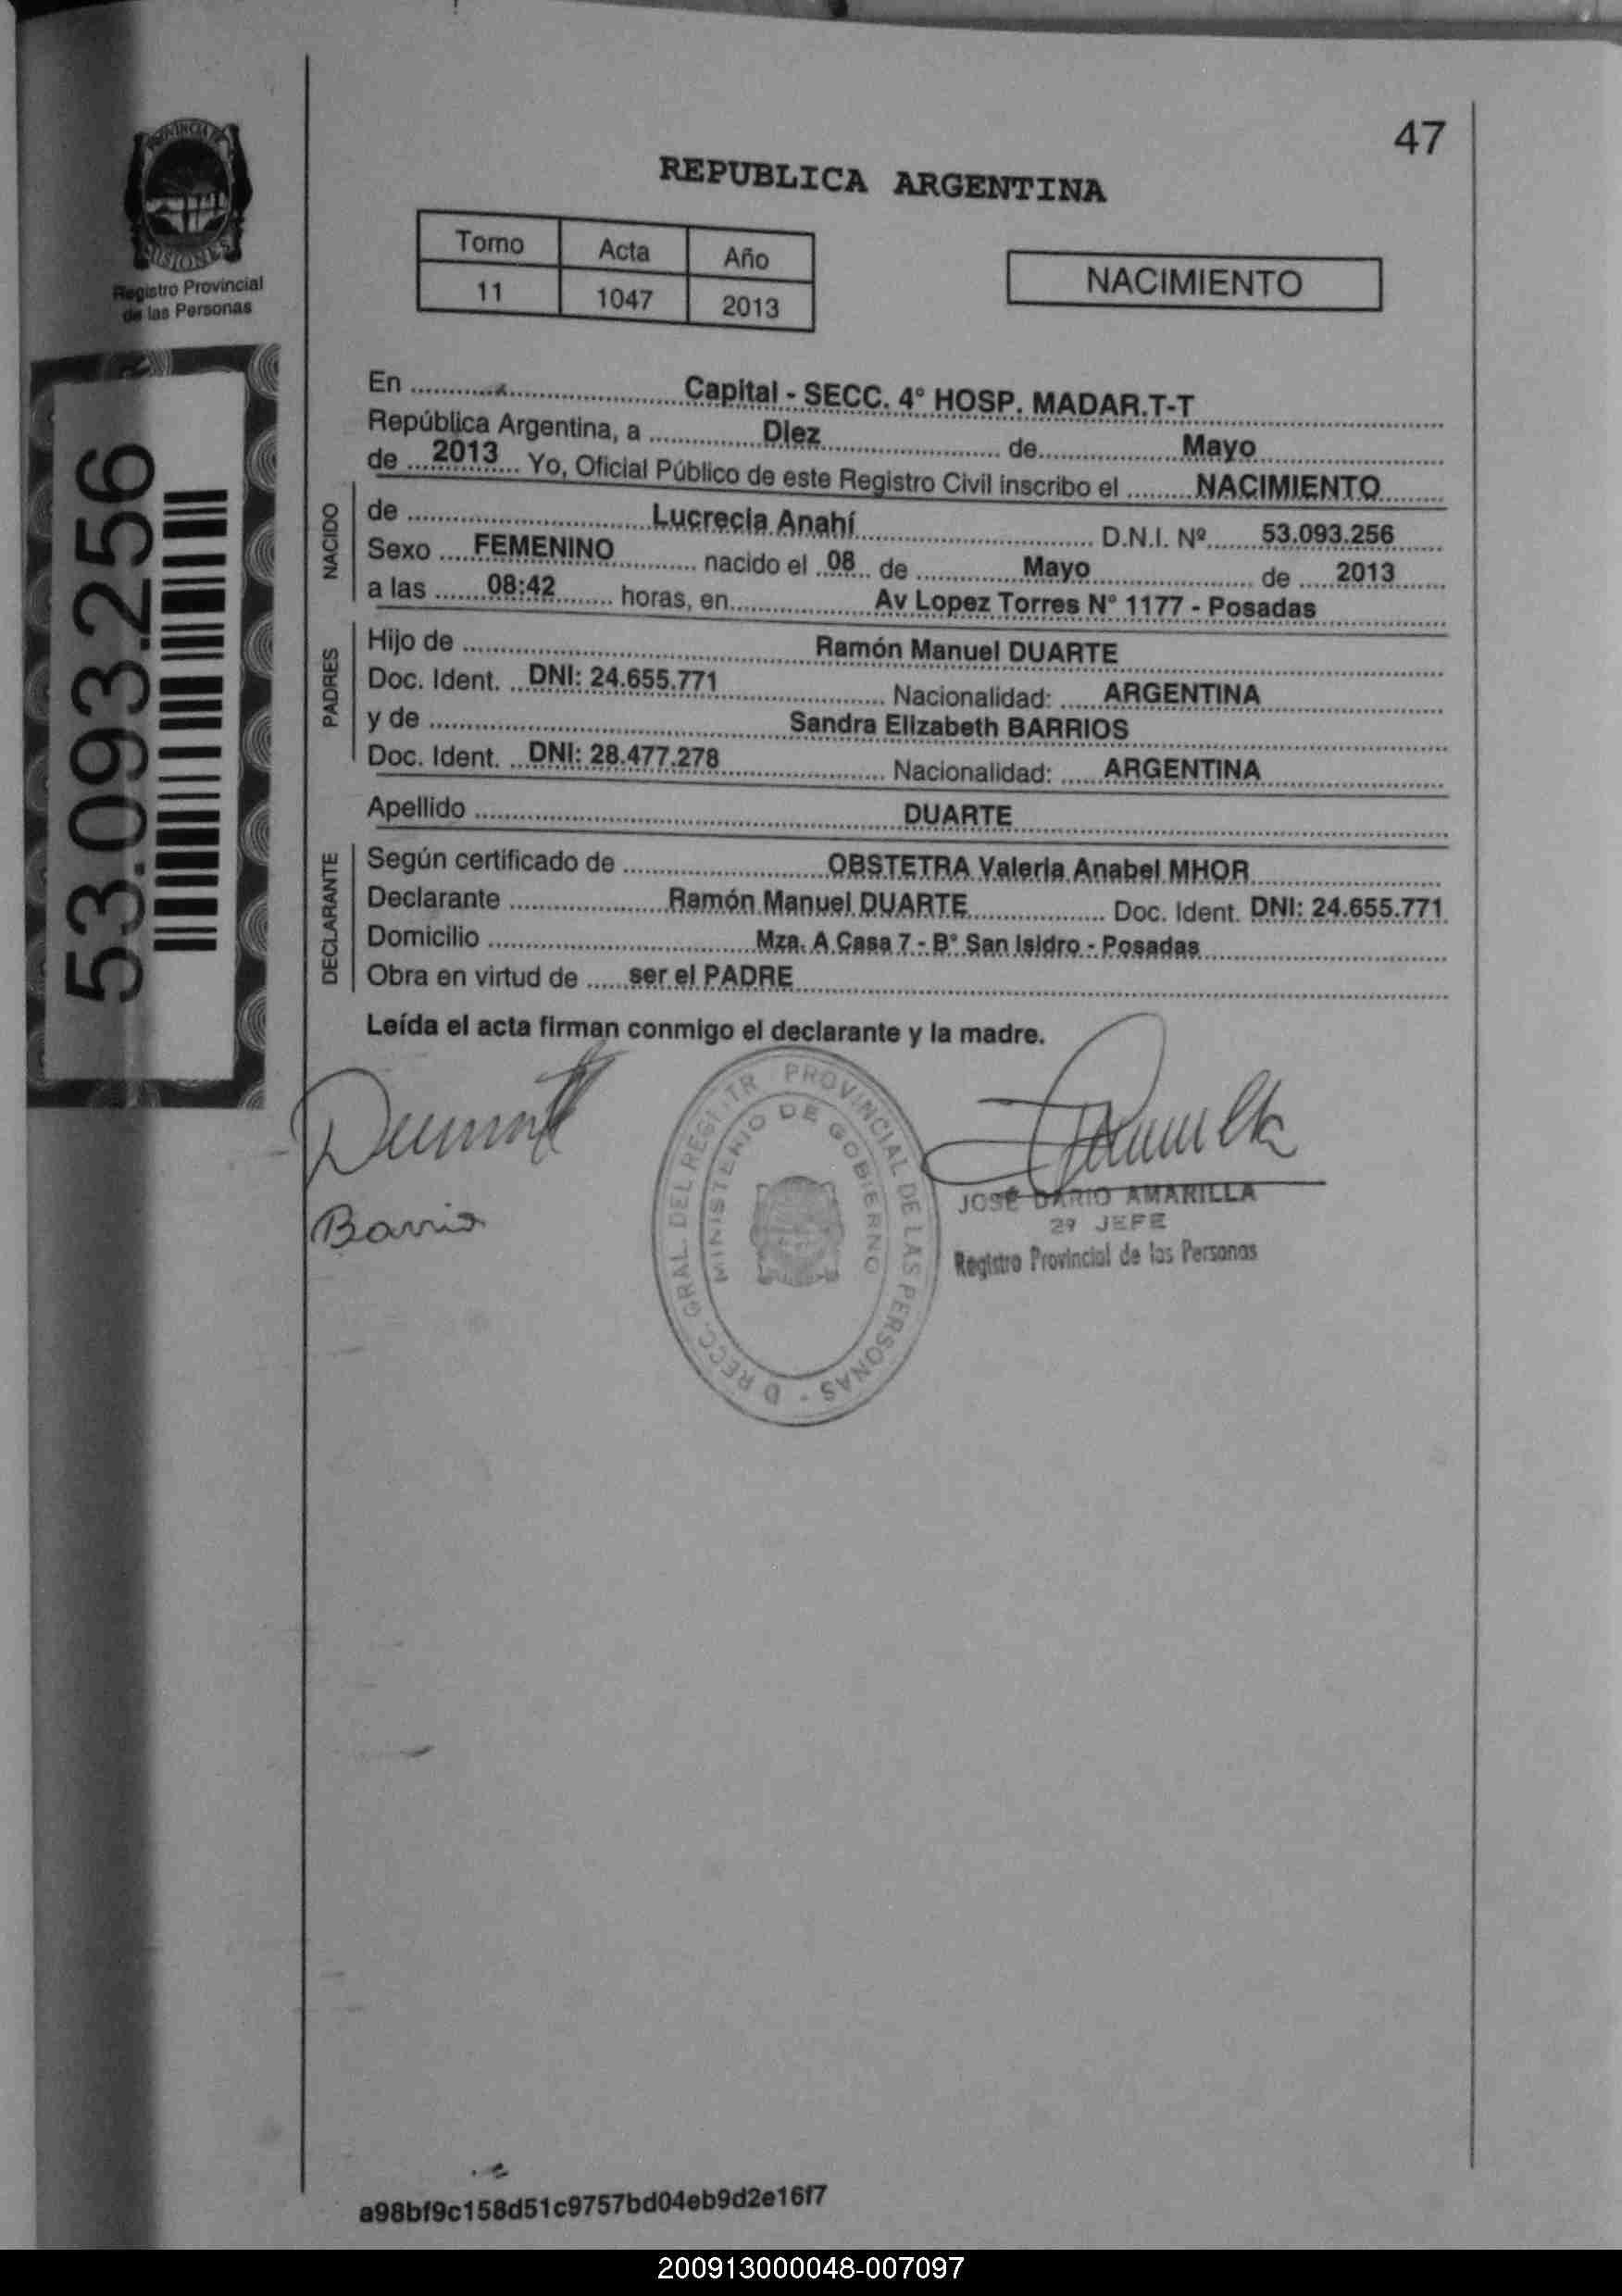 47
REPUBLICA ARGENTINA
PROVINCIA DE
MISIONES
Registro Provincial
de las Personas
Tomo Acta Año
11 1047 2013
NACIMIENTO
53.093.256
En Capital - SECC. 4° HOSP. MADAR.T-T
República Argentina, a Diez de Mayo
de 2013 Yo, Oficial Público de este Registro Civil inscribo el NACIMIENTO
NACIDO
de Lucrecia Anahí D.N.I. Nº 53.093.256
Sexo FEMENINO nacido el 08 de Mayo de 2013
a las 08:42 horas, en Av Lopez Torres N° 1177 - Posadas
PADRES
Hijo de Ramón Manuel DUARTE
Doc. Ident. DNI: 24.655.771 Nacionalidad: ARGENTINA
y de Sandra Elizabeth BARRIOS
Doc. Ident. DNI: 28.477.278 Nacionalidad: ARGENTINA
Apellido DUARTE
DECLARANTE
Según certificado de OBSTETRA Valeria Anabel MHOR
Declarante Ramón Manuel DUARTE Doc. Ident. DNI: 24.655.771
Domicilio Mza. A Casa 7 - B° San Isidro - Posadas
Obra en virtud de ser el PADRE
Leída el acta firman conmigo el declarante y la madre.
PROVINCIAL DE LAS PERSONAS
MINISTERIO DE GOBIERNO
JOSÉ DARIO AMARILLA
JEFE
Registro Provincial de las Personas
a98bf9c158d51c9757bd04eb9d2e16f7
200913000048-007097